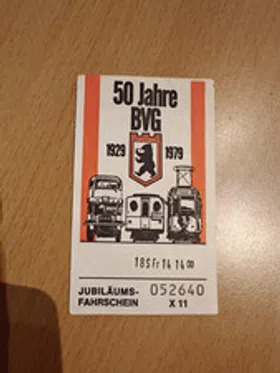 50 Jahre
BVG
1929 1979
185 Fr 14 14 00
JUBILÄUMS- 052640
FAHRSCHEIN X 11